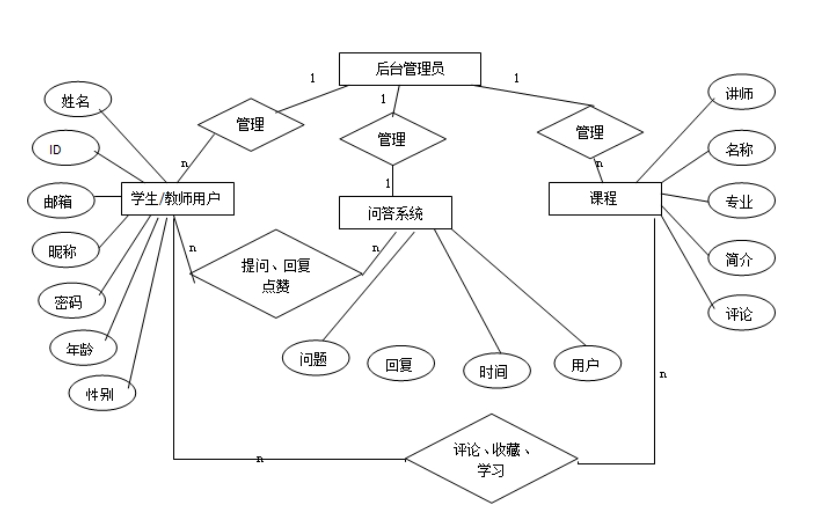 后台管理员
1
1
1
姓名
管理
管理
管理
讲师
ID
n
n
名称
邮箱
学生/教师用户
1
问答系统
课程
专业
昵称
n
提问、回复
点赞
n
简介
密码
评论
年龄
问题
回复
时间
用户
性别
n
n
评论、收藏、
学习